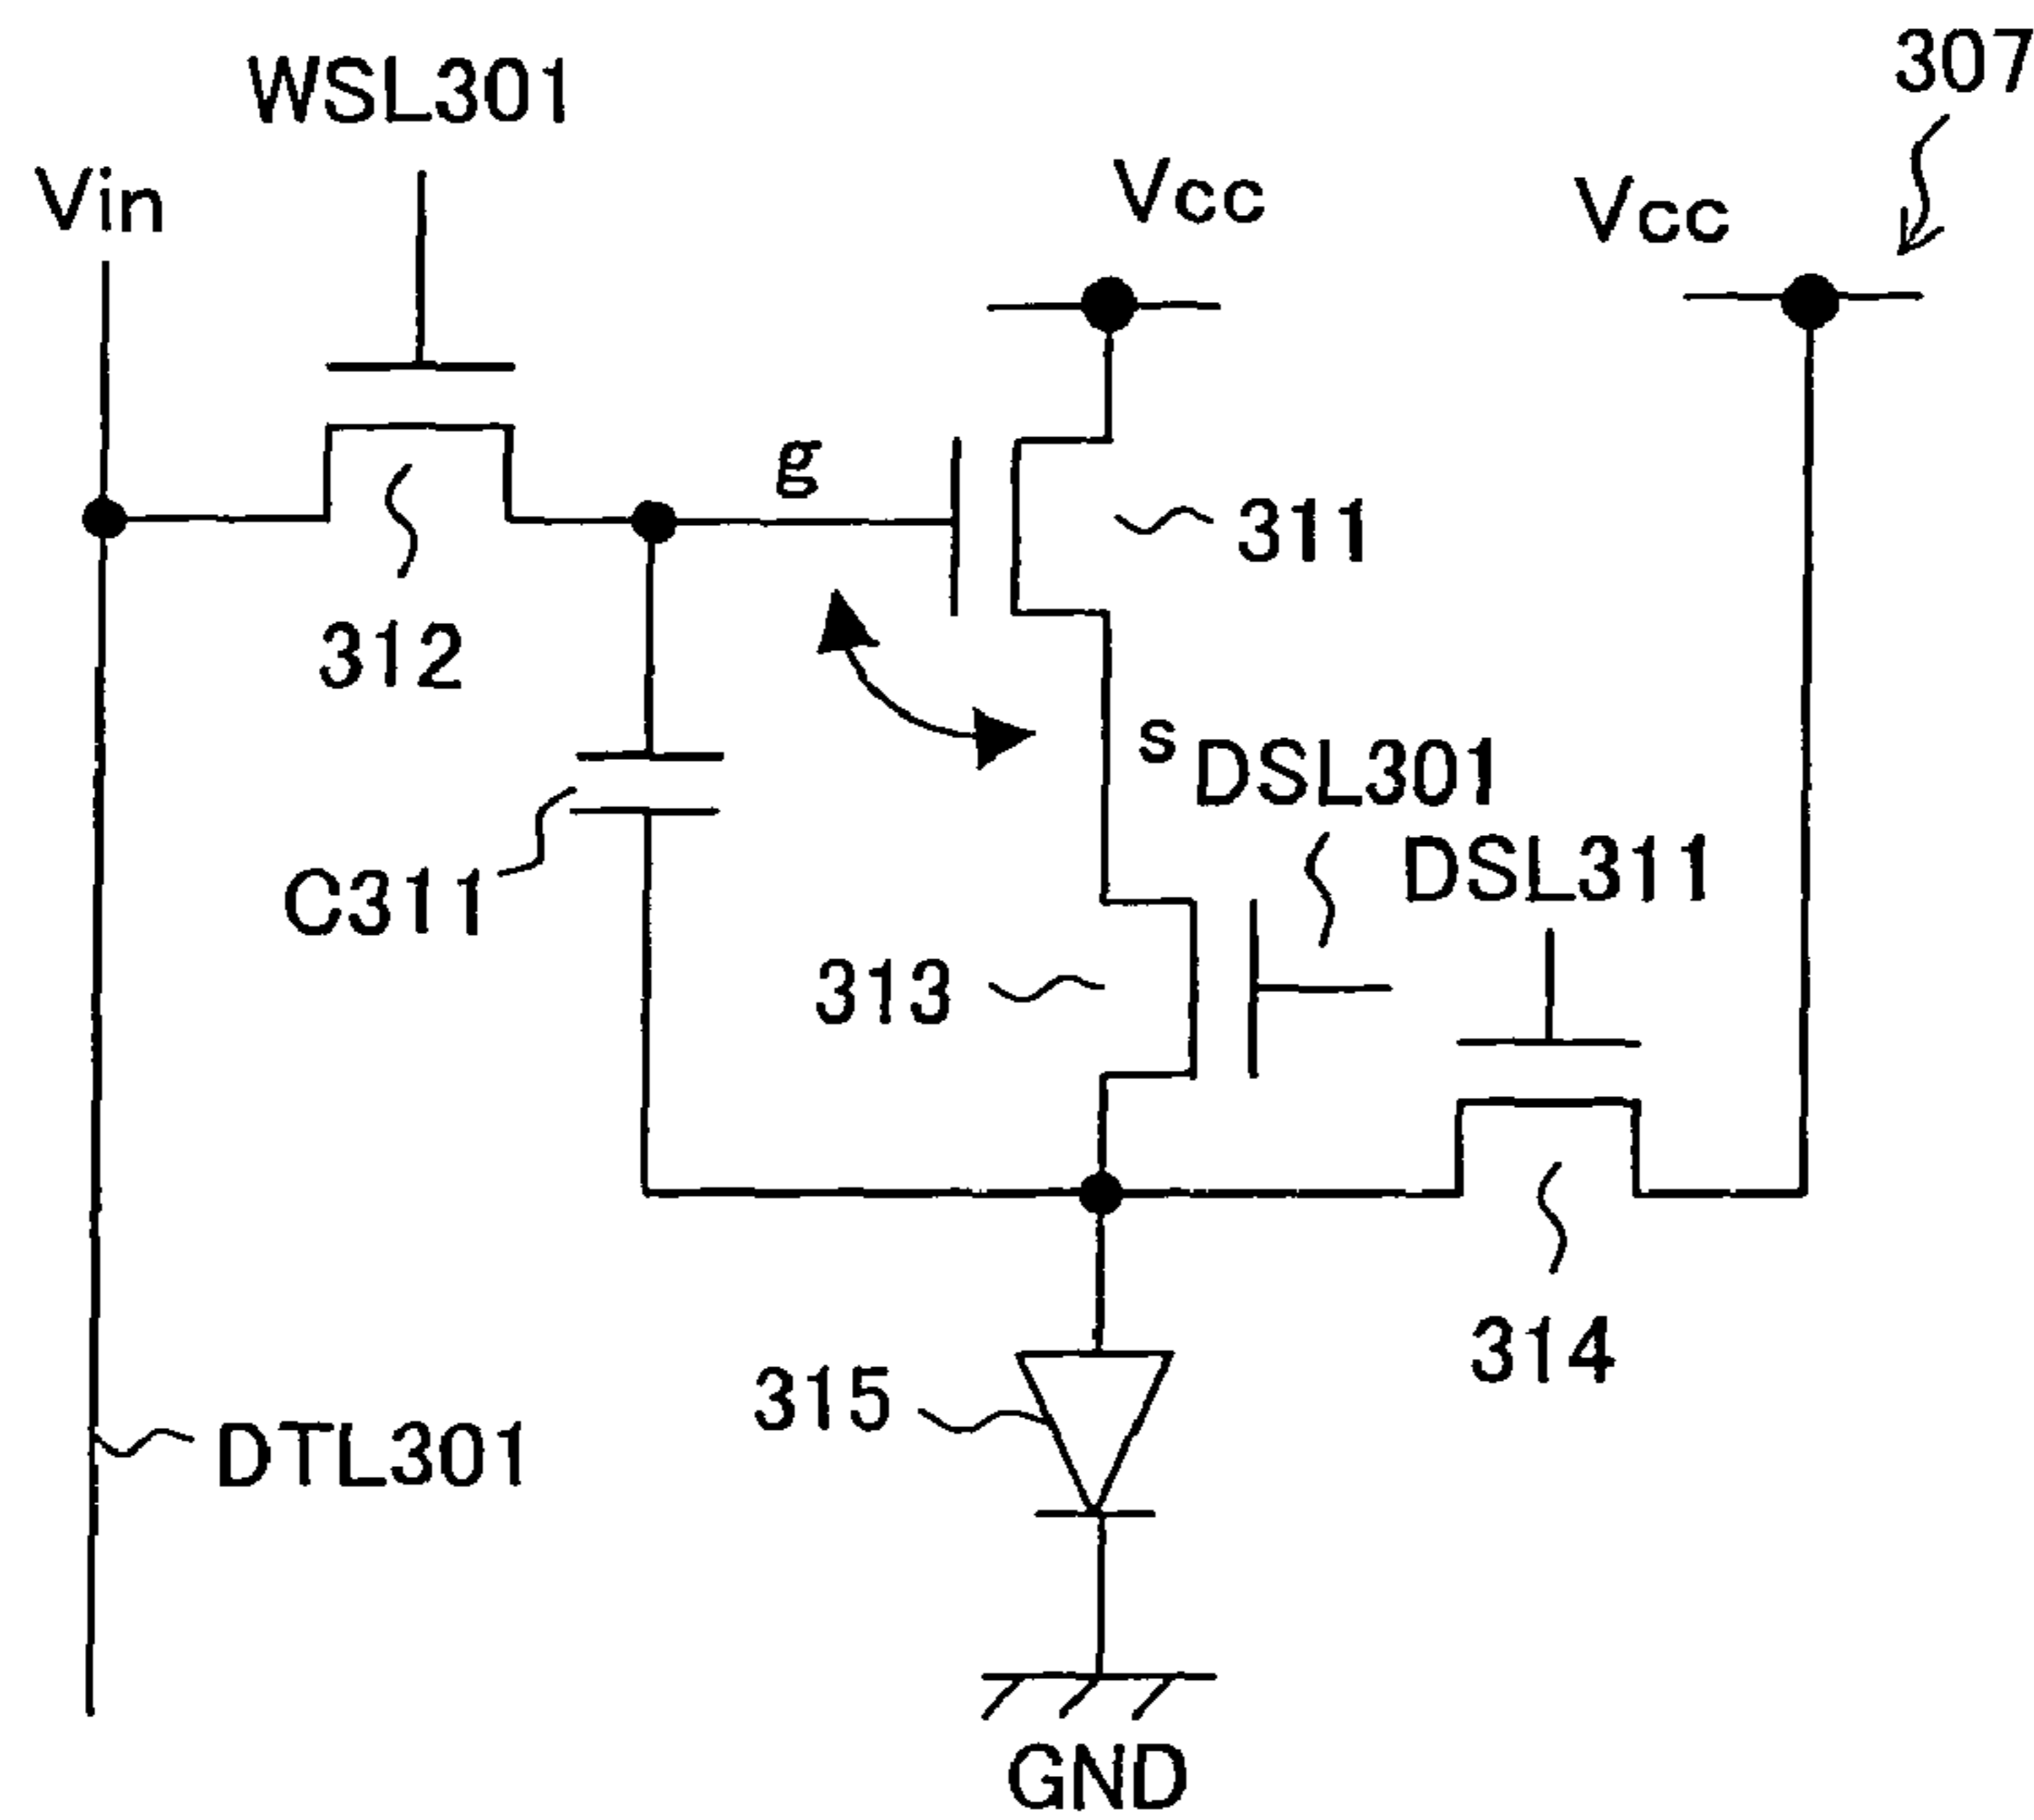 307
WSL301
Vin
Vcc
Vcc
g
311
312
s
DSL301
DSL311
C311
313
314
315
DTL301
GND